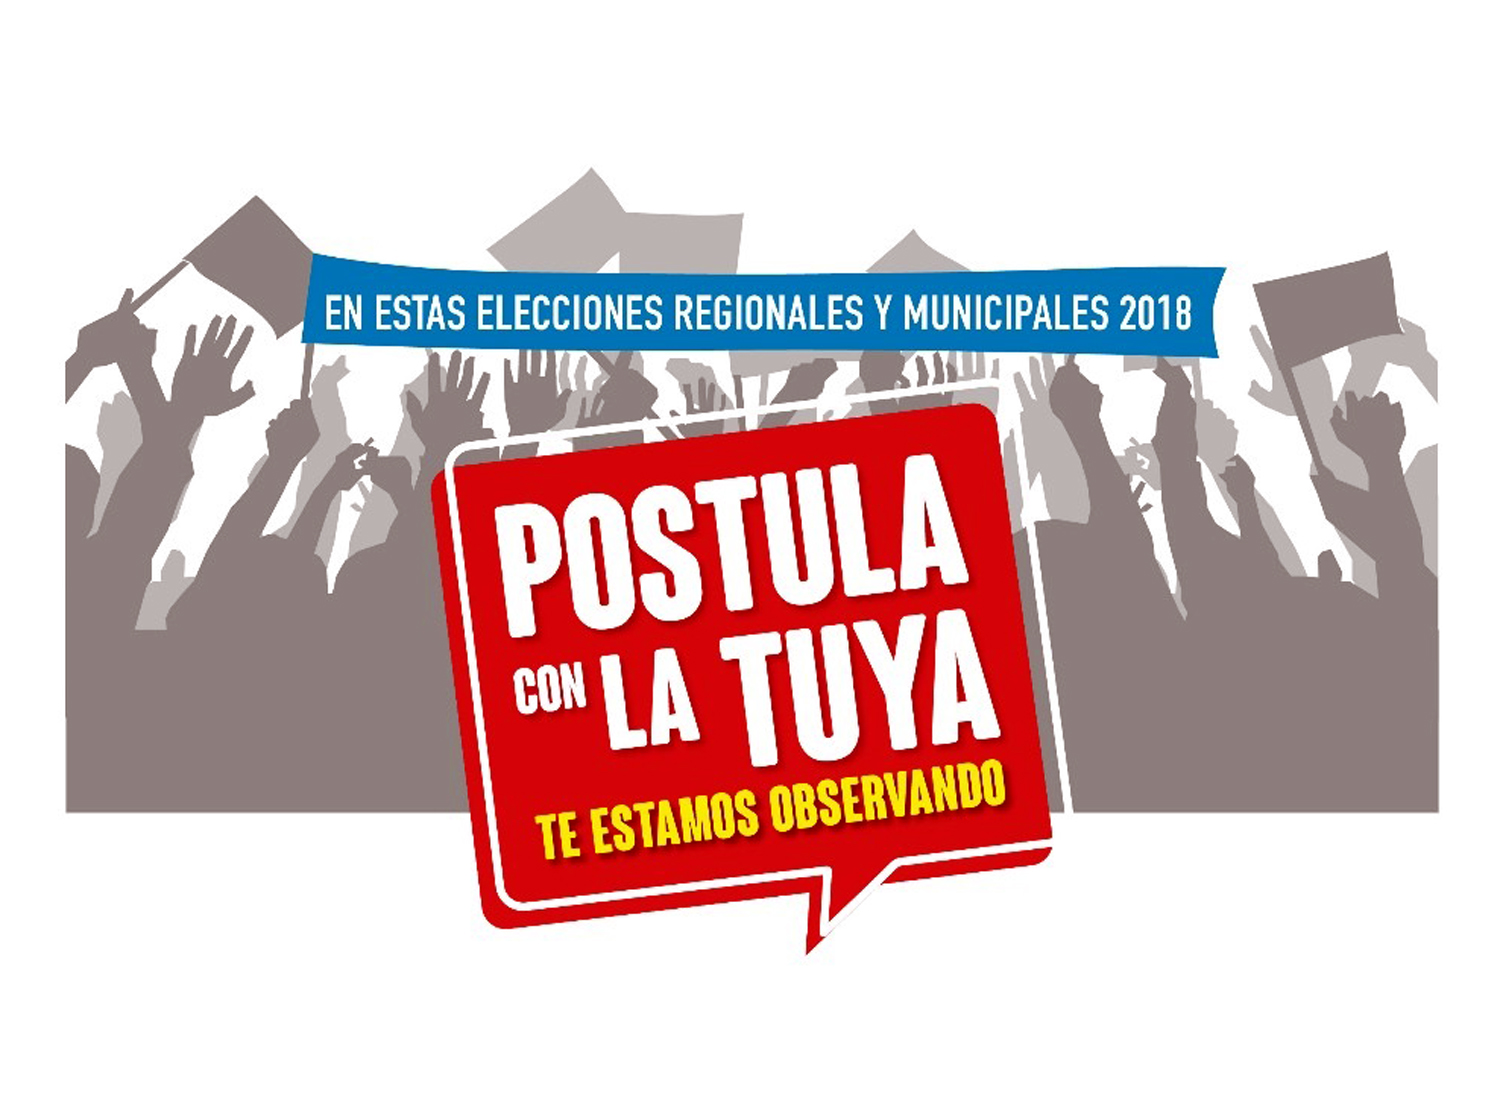 EN ESTAS ELECCIONES REGIONALES Y MUNICIPALES 2018
POSTULA
CON LA TUYA
TE ESTAMOS OBSERVANDO